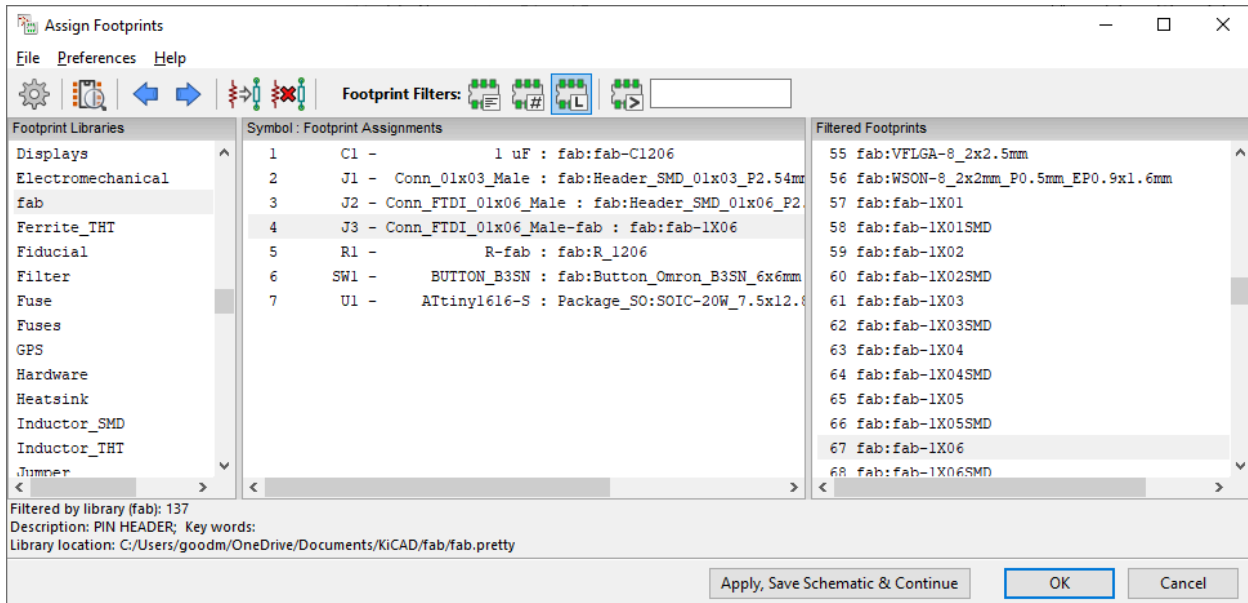 Assign Footprints
File Preferences Help
Footprint Filters:
# L
Footprint Libraries
Displays
Electromechanical
fab
Ferrite_THT
Fiducial
Filter
Fuse
Fuses
GPS
Hardware
Heatsink
Inductor_SMD
Inductor_THT
Jumper
Symbol : Footprint Assignments
1 C1 - 1 uF : fab:fab-C1206
2 J1 - Conn_01x03_Male : fab:Header_SMD_01x03_P2.54mm
3 J2 - Conn_FTDI_01x06_Male : fab:Header_SMD_01x06_P2.
4 J3 - Conn_FTDI_01x06_Male-fab : fab:fab-1X06
5 R1 - R-fab : fab:R_1206
6 SW1 - BUTTON_B3SN : fab:Button_Omron_B3SN_6x6mm
7 U1 - ATtiny1616-S : Package_SO:SOIC-20W_7.5x12.8
Filtered Footprints
55 fab:VFLGA-8_2x2.5mm
56 fab:WSON-8_2x2mm_P0.5mm_EP0.9x1.6mm
57 fab:fab-1X01
58 fab:fab-1X01SMD
59 fab:fab-1X02
60 fab:fab-1X02SMD
61 fab:fab-1X03
62 fab:fab-1X03SMD
63 fab:fab-1X04
64 fab:fab-1X04SMD
65 fab:fab-1X05
66 fab:fab-1X05SMD
67 fab:fab-1X06
68 fab:fab-1X06SMD
Filtered by library (fab): 137
Description: PIN HEADER; Key words:
Library location: C:/Users/goodm/OneDrive/Documents/KiCAD/fab/fab.pretty
Apply, Save Schematic & Continue
OK
Cancel